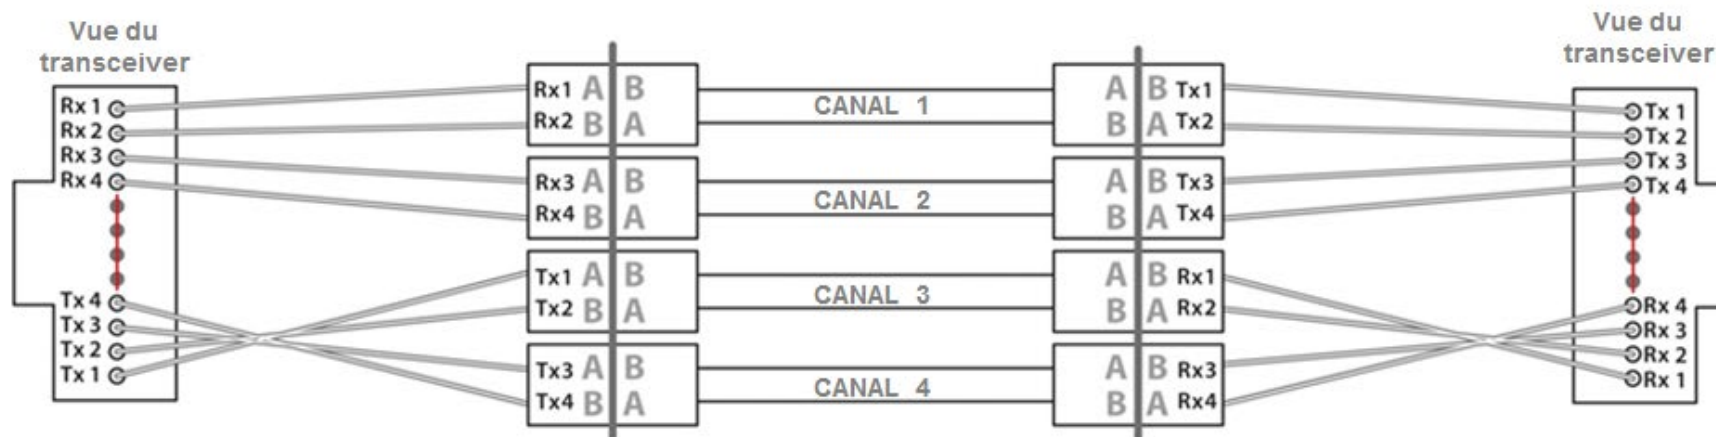 Vue du
transceiver
Vue du
transceiver
Rx 1
Rx 2
Rx 3
Rx 4
Tx 4
Tx 3
Tx 2
Tx 1
Rx1 A B
Rx2 B A
CANAL 1
A B Tx1
B A Tx2
Rx3 A B
Rx4 B A
CANAL 2
A B Tx3
B A Tx4
Tx1 A B
Tx2 B A
CANAL 3
A B Rx1
B A Rx2
Tx3 A B
Tx4 B A
CANAL 4
A B Rx3
B A Rx4
Tx 1
Tx 2
Tx 3
Tx 4
Rx 4
Rx 3
Rx 2
Rx 1